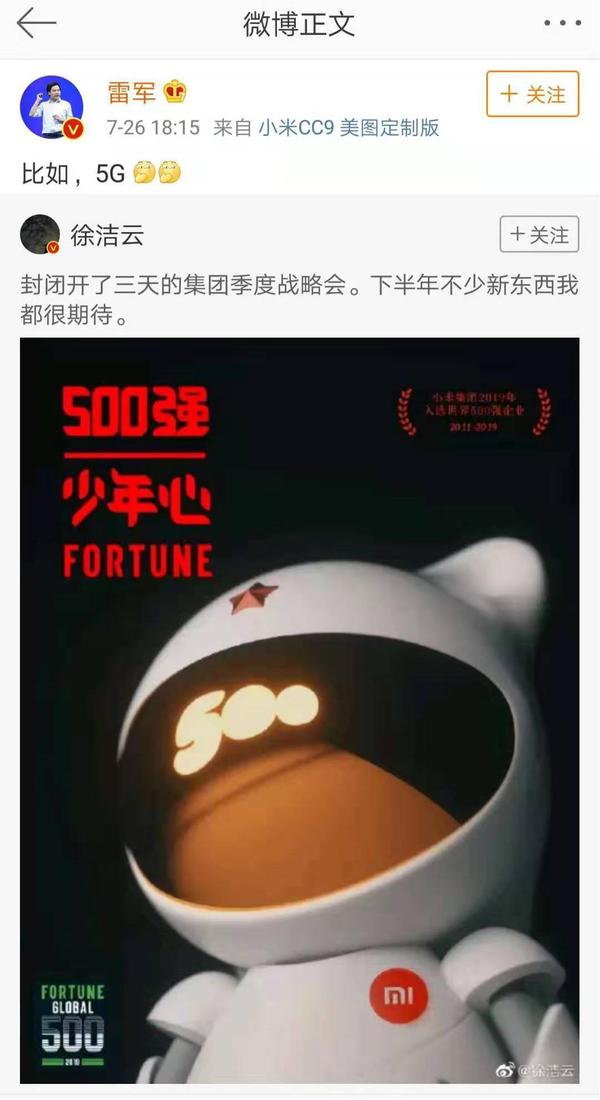 微博正文
雷军
+ 关注
7-26 18:15 来自 小米CC9 美图定制版
比如，5G
徐洁云
+ 关注
封闭开了三天的集团季度战略会。下半年不少新东西我
都很期待。
500强
少年心
FORTUNE
小米集团2019年
入选世界500强企业
2011-2019
500
mi
FORTUNE
GLOBAL
500
2019
@徐洁云